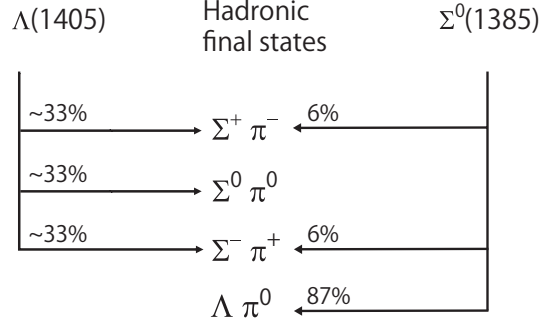 Λ(1405) Hadronic final states Σ⁰(1385)
~33% Σ⁺ π⁻ 6%
~33% Σ⁰ π⁰
~33% Σ⁻ π⁺ 6%
Λ π⁰ 87%